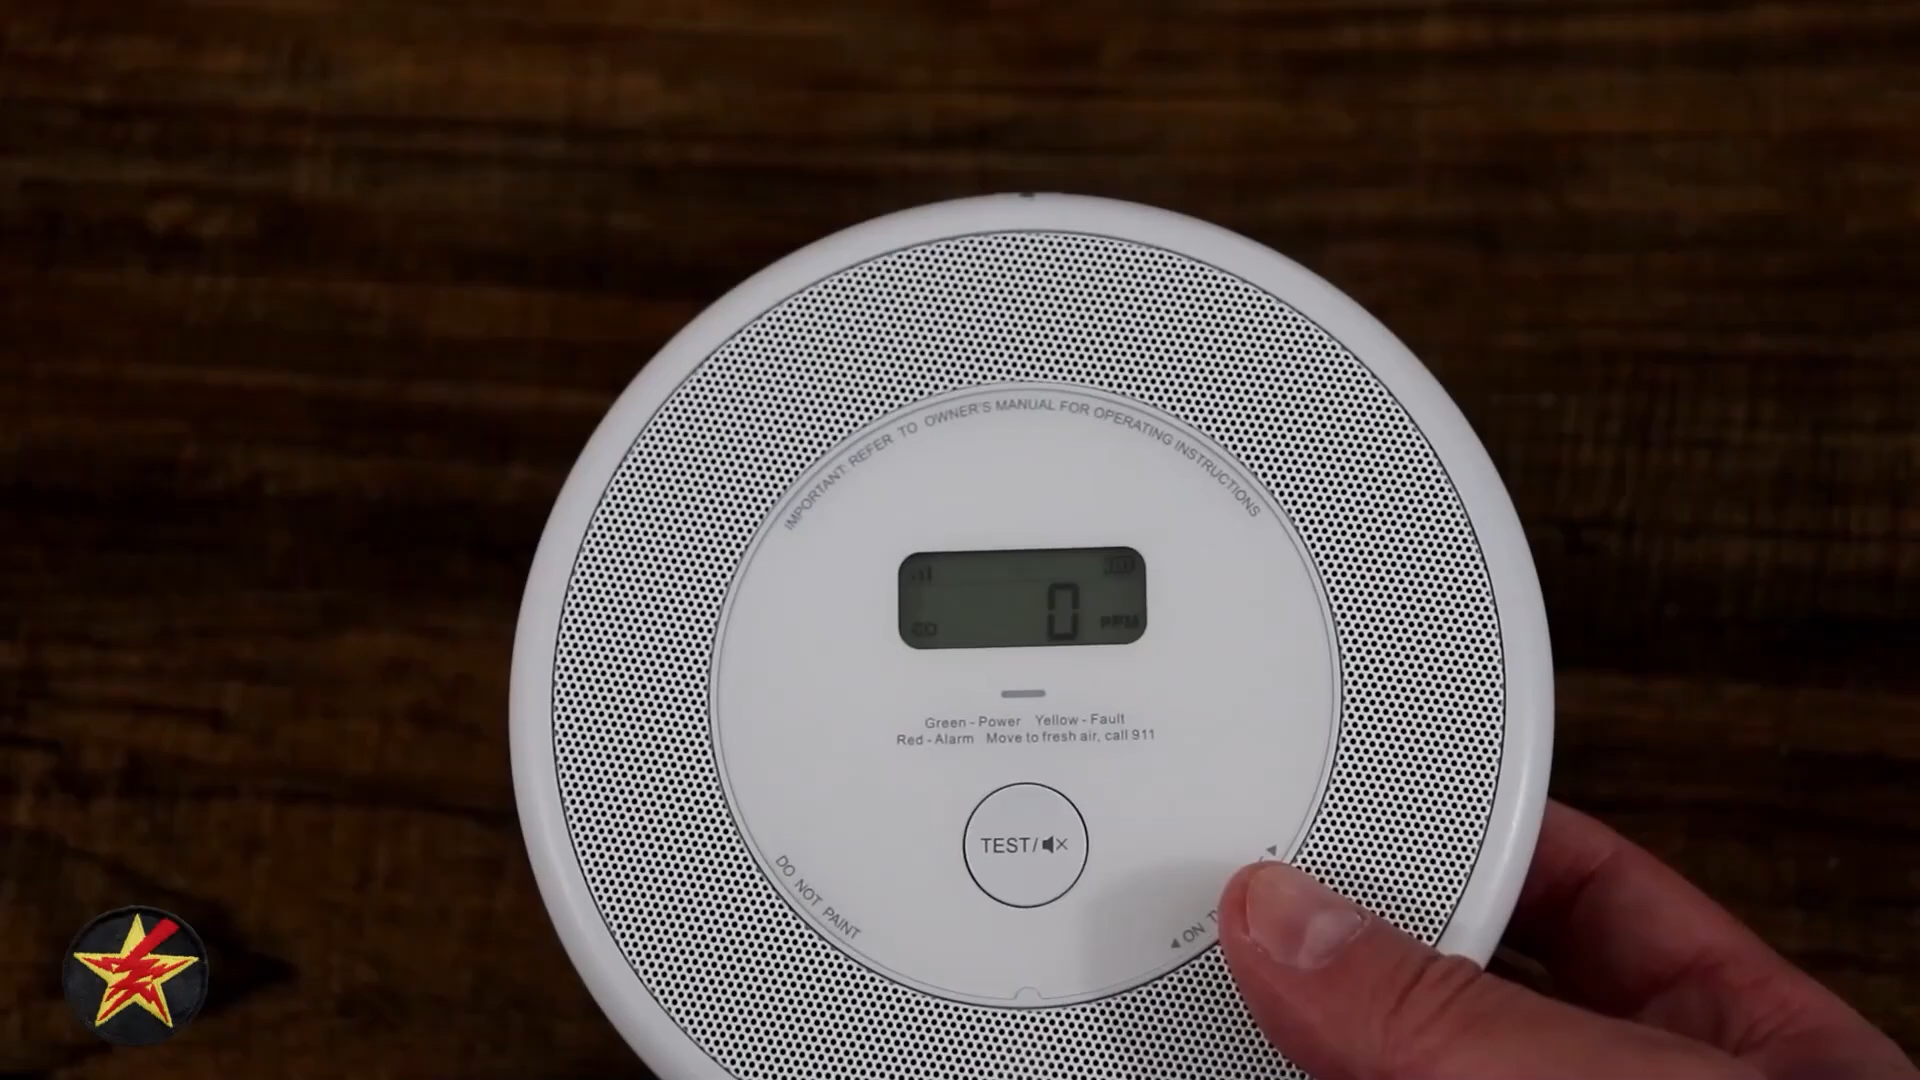 IMPORTANT: REFER TO OWNER'S MANUAL FOR OPERATING INSTRUCTIONS
CO 0 PPM
Green - Power Yellow - Fault
Red - Alarm Move to fresh air, call 911
TEST/
DO NOT PAINT
ON